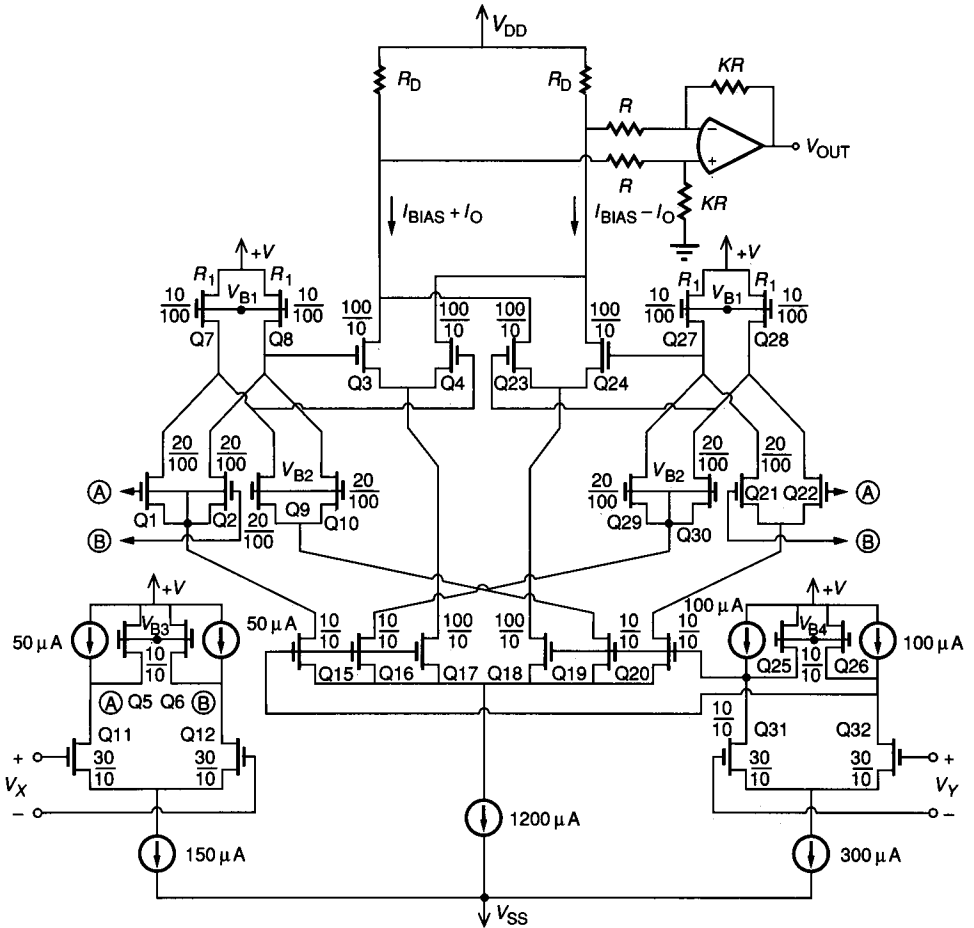 V_DD
R_D
R_D
KR
R
R
KR
V_OUT
I_BIAS + I_O
I_BIAS − I_O
+V
R_1
R_1
V_B1
10/100
10/100
Q7
Q8
+V
R_1
R_1
V_B1
10/100
10/100
Q27
Q28
100/10
100/10
100/10
100/10
Q3
Q4
Q23
Q24
20/100
20/100
V_B2
20/100
20/100
A
B
Q1
Q2
Q9
Q10
20/100
20/100
V_B2
20/100
20/100
Q29
Q30
Q21
Q22
A
B
+V
50 µA
V_B3
50 µA
10/10
A
Q5
Q6
B
10/10
10/10
100/10
100/10
10/10
10/10
Q15
Q16
Q17
Q18
Q19
Q20
+V
100 µA
V_B4
100 µA
Q25
10/10
Q26
Q11
Q12
30/10
30/10
+
V_X
−
10/10
Q31
Q32
30/10
30/10
+
V_Y
−
150 µA
1200 µA
300 µA
V_SS
−
+